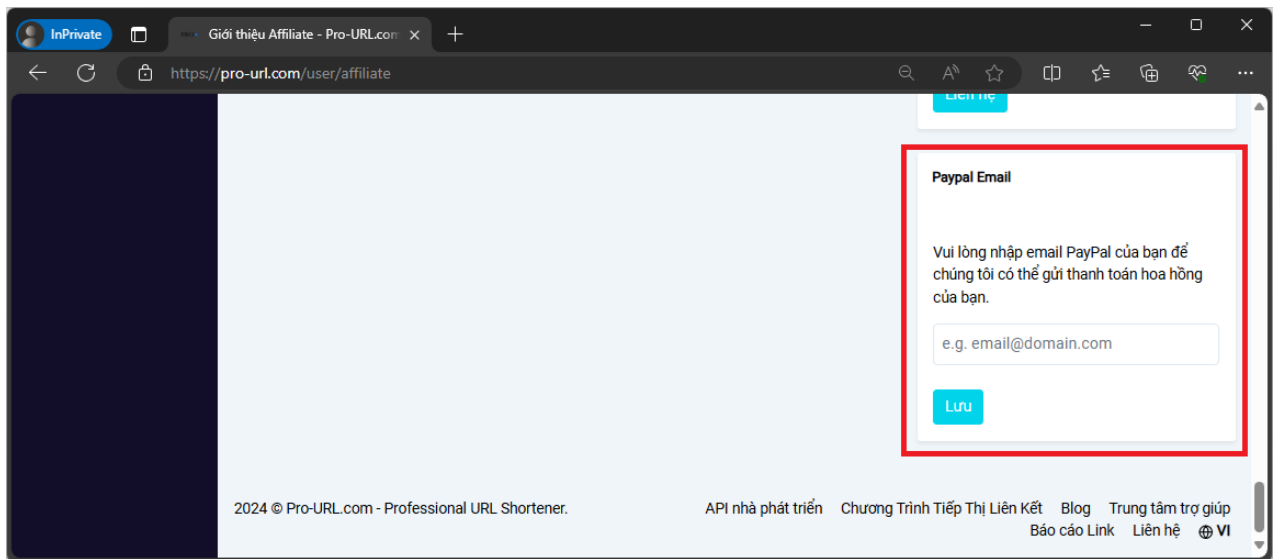 InPrivate
Giới thiệu Affiliate - Pro-URL.com
https://pro-url.com/user/affiliate
Liên hệ
Paypal Email
Vui lòng nhập email PayPal của bạn để
chúng tôi có thể gửi thanh toán hoa hồng
của bạn.
e.g. email@domain.com
Lưu
2024 © Pro-URL.com - Professional URL Shortener.
API nhà phát triển Chương Trình Tiếp Thị Liên Kết Blog Trung tâm trợ giúp
Báo cáo Link Liên hệ VI